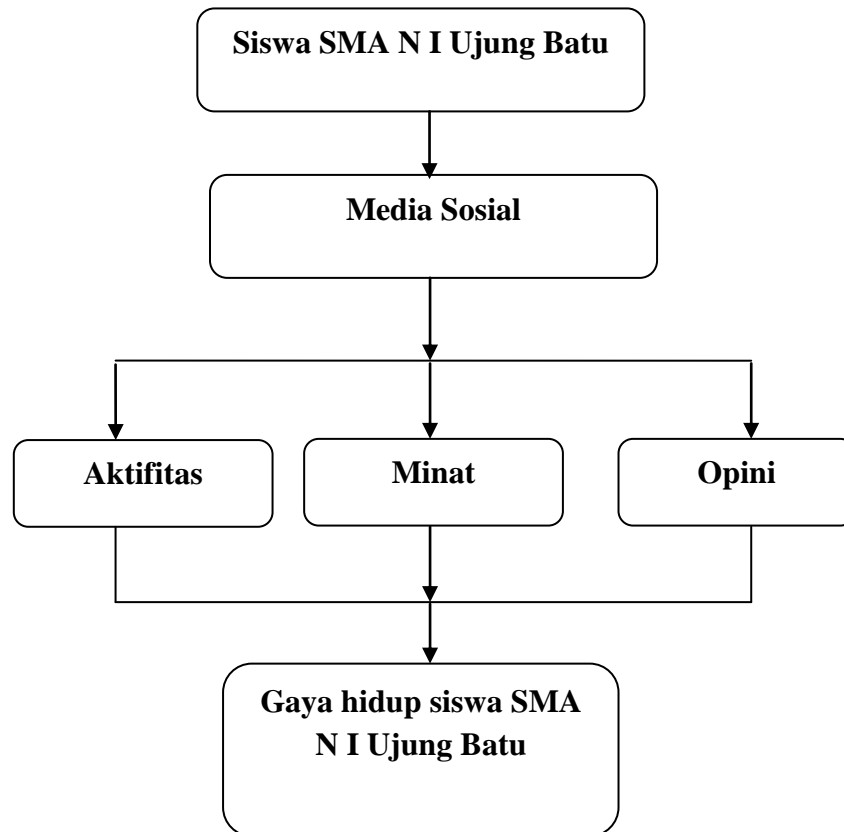 Siswa SMA N I Ujung Batu
Media Sosial
Aktifitas
Minat
Opini
Gaya hidup siswa SMA
N I Ujung Batu